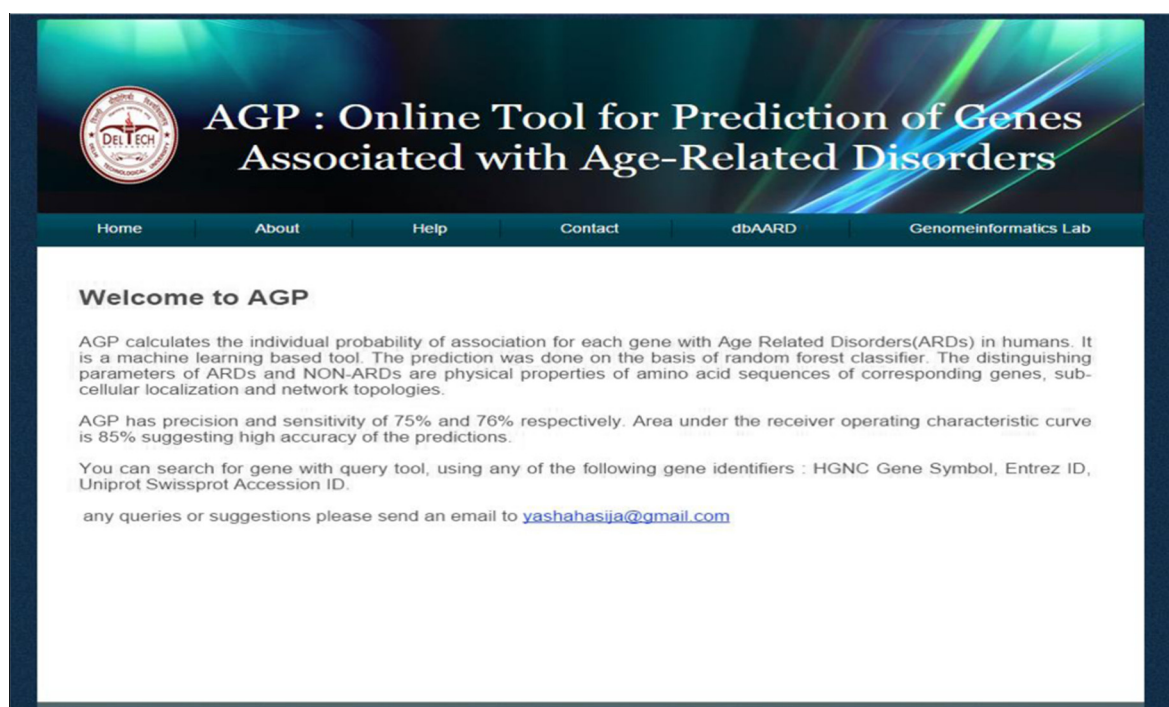 DELTECH
AGP : Online Tool for Prediction of Genes
Associated with Age-Related Disorders
Home About Help Contact dbAARD Genomeinformatics Lab
Welcome to AGP
AGP calculates the individual probability of association for each gene with Age Related Disorders(ARDs) in humans. It
is a machine learning based tool. The prediction was done on the basis of random forest classifier. The distinguishing
parameters of ARDs and NON-ARDs are physical properties of amino acid sequences of corresponding genes, sub-
cellular localization and network topologies.
AGP has precision and sensitivity of 75% and 76% respectively. Area under the receiver operating characteristic curve
is 85% suggesting high accuracy of the predictions.
You can search for gene with query tool, using any of the following gene identifiers : HGNC Gene Symbol, Entrez ID,
Uniprot Swissprot Accession ID.
any queries or suggestions please send an email to yashahasija@gmail.com